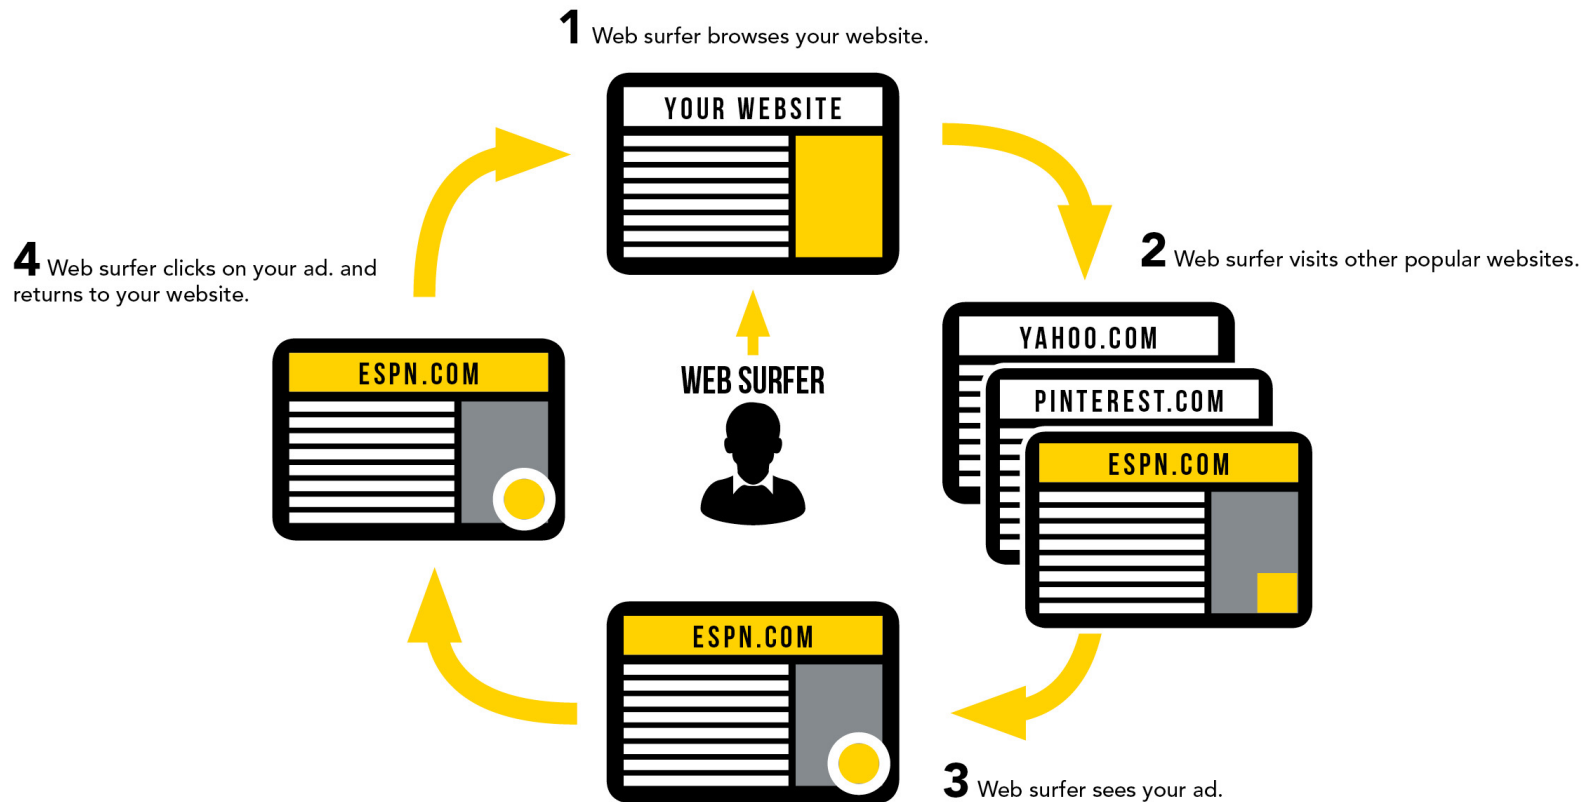 1 Web surfer browses your website.
YOUR WEBSITE
2 Web surfer visits other popular websites.
YAHOO.COM
PINTEREST.COM
ESPN.COM
3 Web surfer sees your ad.
ESPN.COM
4 Web surfer clicks on your ad. and
returns to your website.
ESPN.COM
WEB SURFER